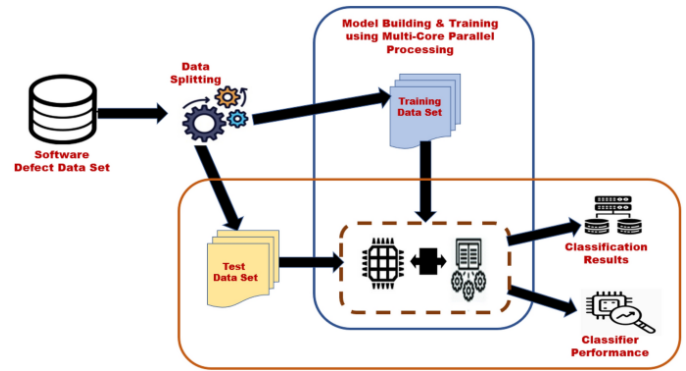 Model Building & Training
using Multi-Core Parallel
Processing
Data
Splitting
Training
Data Set
Software
Defect Data Set
Test
Data Set
Classification
Results
Classifier
Performance